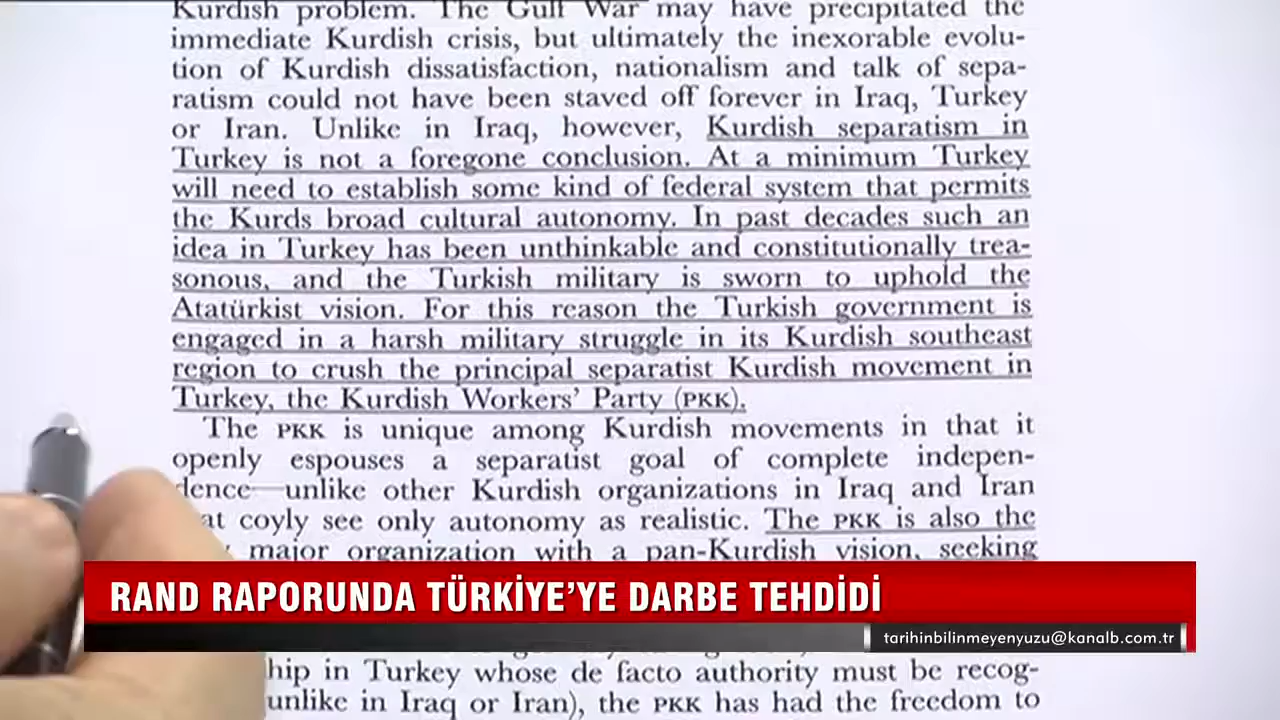 Kurdish problem. The Gulf War may have precipitated the
immediate Kurdish crisis, but ultimately the inexorable evolu-
tion of Kurdish dissatisfaction, nationalism and talk of sepa-
ratism could not have been staved off forever in Iraq, Turkey
or Iran. Unlike in Iraq, however, Kurdish separatism in
Turkey is not a foregone conclusion. At a minimum Turkey
will need to establish some kind of federal system that permits
the Kurds broad cultural autonomy. In past decades such an
idea in Turkey has been unthinkable and constitutionally trea-
sonous, and the Turkish military is sworn to uphold the
Atatürkist vision. For this reason the Turkish government is
engaged in a harsh military struggle in its Kurdish southeast
region to crush the principal separatist Kurdish movement in
Turkey, the Kurdish Workers' Party (PKK).
The PKK is unique among Kurdish movements in that it
openly espouses a separatist goal of complete indepen-
dence—unlike other Kurdish organizations in Iraq and Iran
at coyly see only autonomy as realistic. The PKK is also the
major organization with a pan-Kurdish vision, seeking
RAND RAPORUNDA TÜRKİYE'YE DARBE TEHDİDİ
tarihinbilinmeyenyuzu@kanalb.com.tr
hip in Turkey whose de facto authority must be recog-
unlike in Iraq or Iran), the PKK has had the freedom to